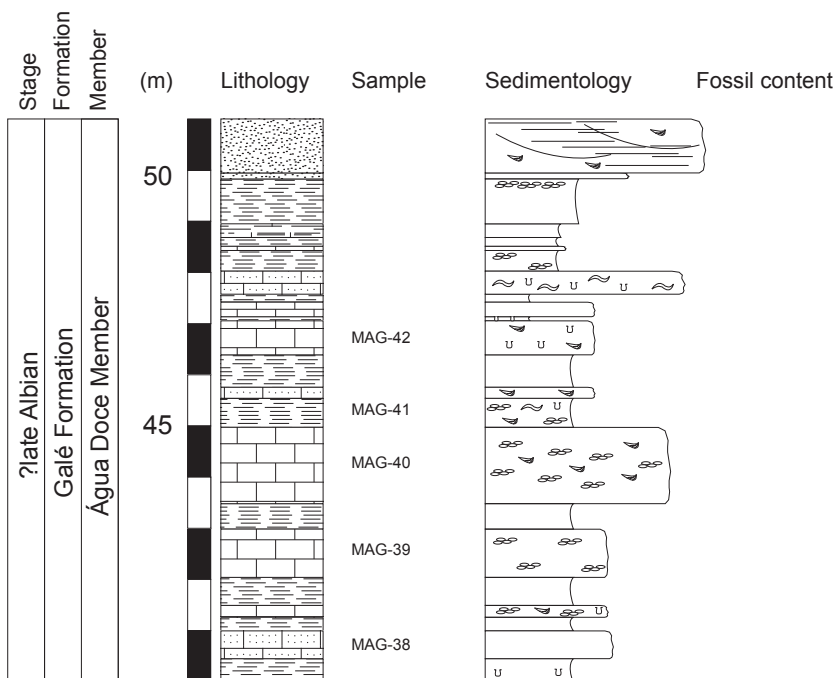 Stage
Formation
Member
(m)
Lithology
Sample
Sedimentology
Fossil content
50
MAG-42
MAG-41
45
MAG-40
MAG-39
MAG-38
?late Albian
Galé Formation
Água Doce Member